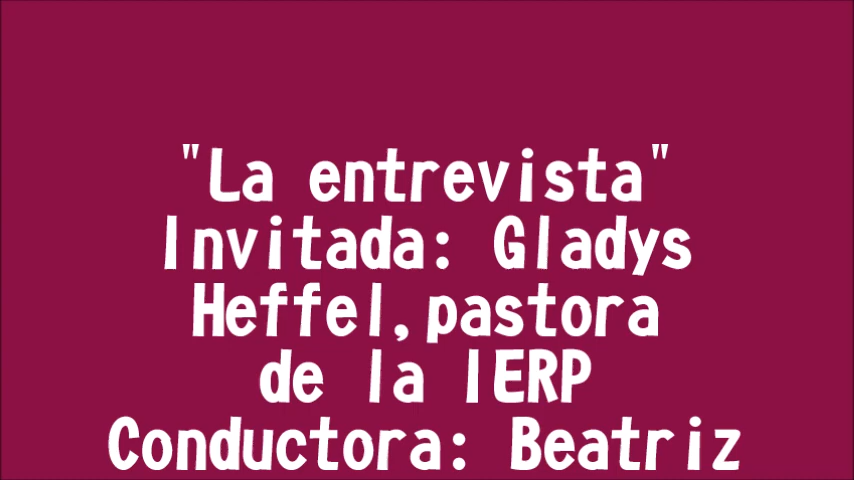 "La entrevista"
Invitada: Gladys
Heffel,pastora
de la IERP
Conductora: Beatriz